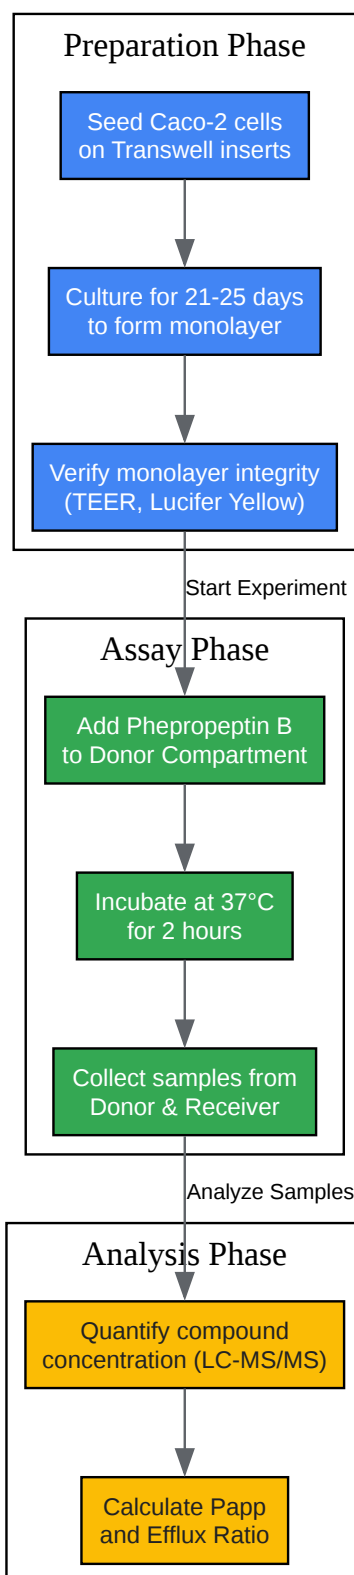 Preparation Phase
Seed Caco-2 cells
on Transwell inserts
Culture for 21-25 days
to form monolayer
Verify monolayer integrity
(TEER, Lucifer Yellow)
Start Experiment
Assay Phase
Add Phepropeptin B
to Donor Compartment
Incubate at 37°C
for 2 hours
Collect samples from
Donor & Receiver
Analyze Samples
Analysis Phase
Quantify compound
concentration (LC-MS/MS)
Calculate Papp
and Efflux Ratio